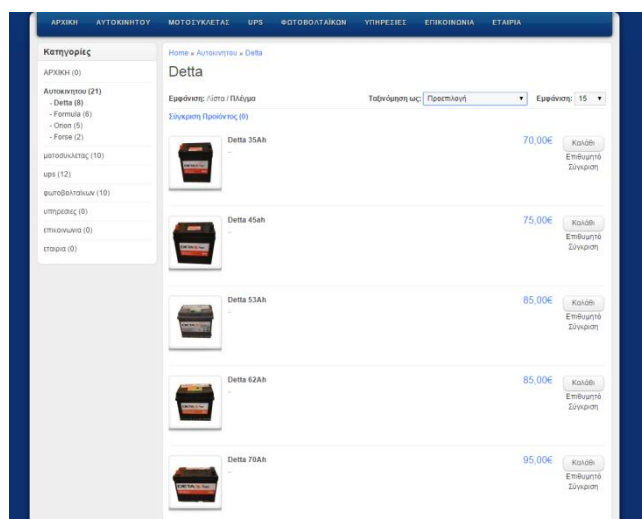 ΑΡΧΙΚΗ ΑΥΤΟΚΙΝΗΤΟΥ ΜΟΤΟΣΥΚΛΕΤΑΣ UPS ΦΩΤΟΒΟΛΤΑΪΚΩΝ ΥΠΗΡΕΣΙΕΣ ΕΠΙΚΟΙΝΩΝΙΑ ΕΤΑΙΡΙΑ
Κατηγορίες
ΑΡΧΙΚΗ (0)
Αυτοκινητου (21)
- Detta (8)
- Formula (6)
- Orion (5)
- Forse (2)
μοτοσυκλετας (10)
ups (12)
φωτοβολταϊκων (10)
υπηρεσιες (0)
επικοινωνια (0)
εταιρια (0)
Home » Αυτοκινητου » Detta
Detta
Εμφάνιση: Λίστα / Πλέγμα Ταξινόμηση ως: Προεπιλογή Εμφάνιση: 15
Σύγκριση Προϊόντος (0)
Detta 35Ah 70,00€ Καλάθι
..
Επιθυμητό
Σύγκριση
Detta 45ah 75,00€ Καλάθι
..
Επιθυμητό
Σύγκριση
Detta 53Ah 85,00€ Καλάθι
..
Επιθυμητό
Σύγκριση
Detta 62Ah 85,00€ Καλάθι
..
Επιθυμητό
Σύγκριση
Detta 70Ah 95,00€ Καλάθι
..
Επιθυμητό
Σύγκριση